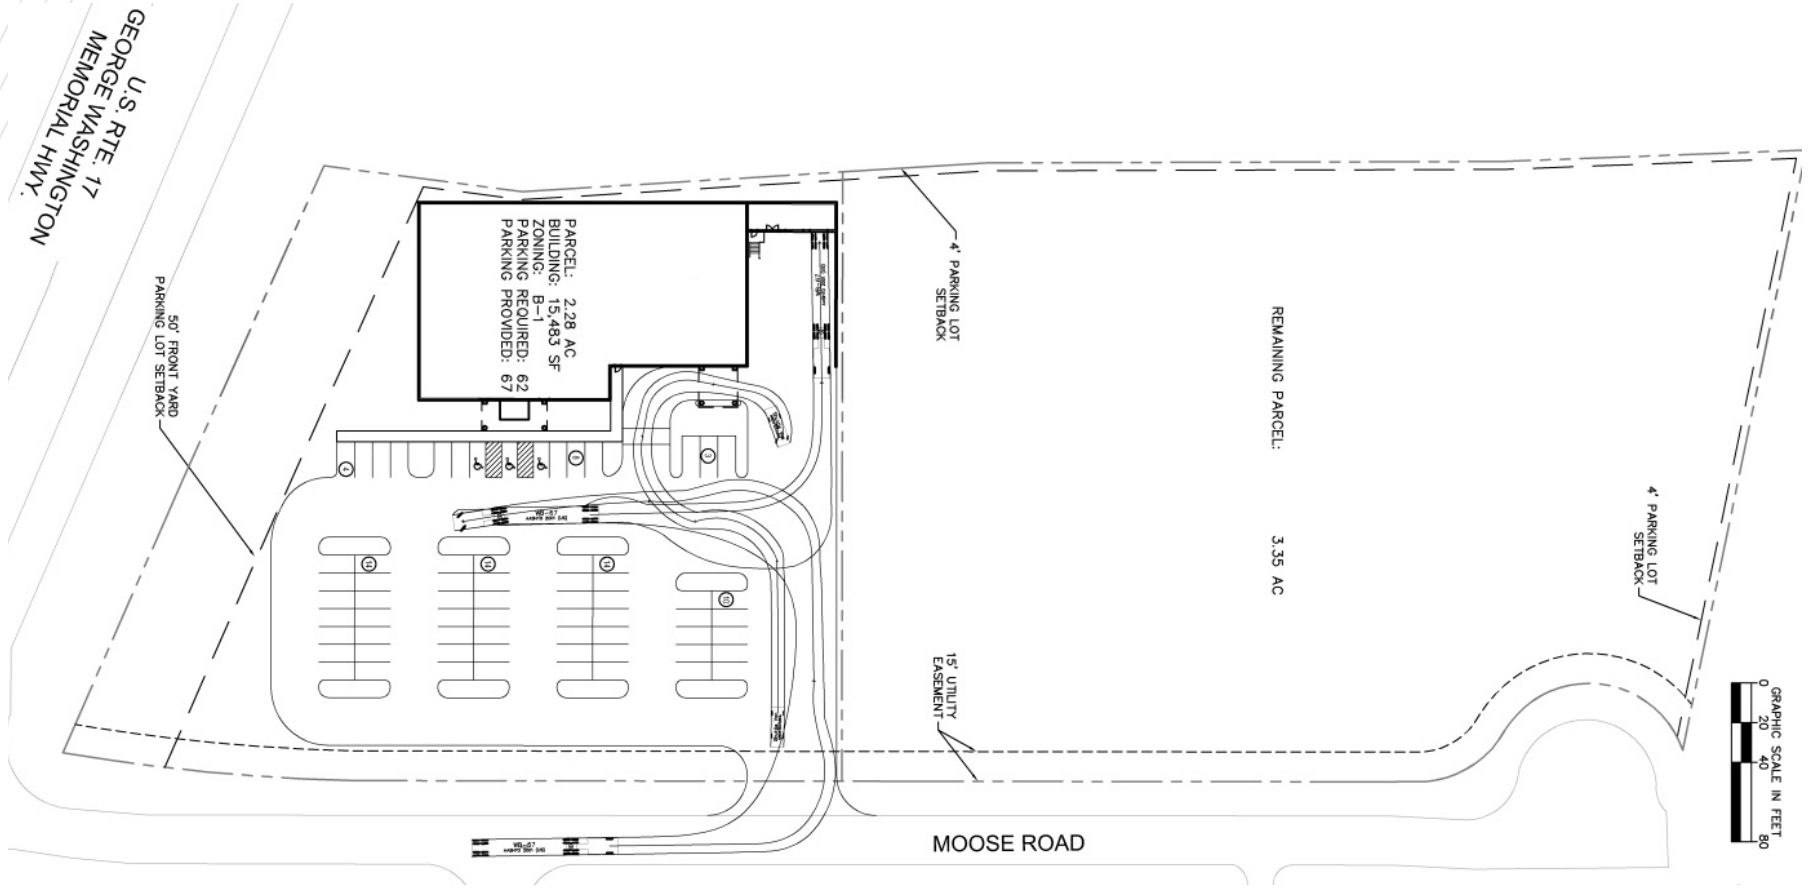 U.S. RTE. 17
GEORGE WASHINGTON
MEMORIAL HWY.
50' FRONT YARD
PARKING LOT SETBACK
PARCEL: 2.28 AC
BUILDING: 15,483 SF
ZONING: B-1
PARKING REQUIRED: 62
PARKING PROVIDED: 67
4' PARKING LOT
SETBACK
REMAINING PARCEL: 3.35 AC
4' PARKING LOT
SETBACK
15' UTILITY
EASEMENT
4
8
3
14
14
14
10
WB-67
WB-67
MOOSE ROAD
GRAPHIC SCALE IN FEET
0 20 40 80